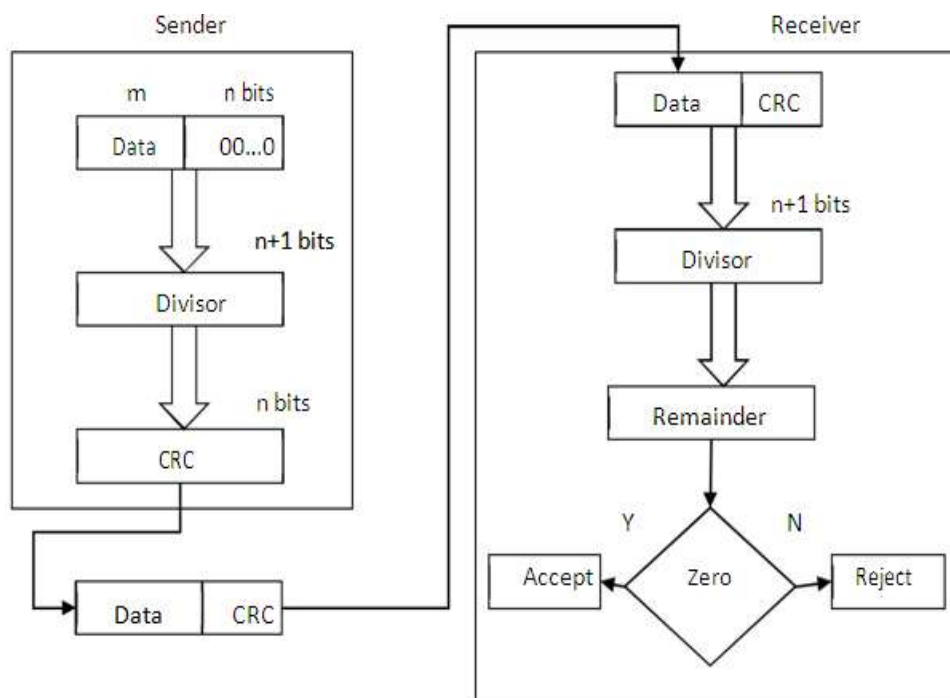 Sender
m n bits
Data 00...0
n+1 bits
Divisor
n bits
CRC
Data CRC
Receiver
Data CRC
n+1 bits
Divisor
Remainder
Y N
Accept Zero Reject